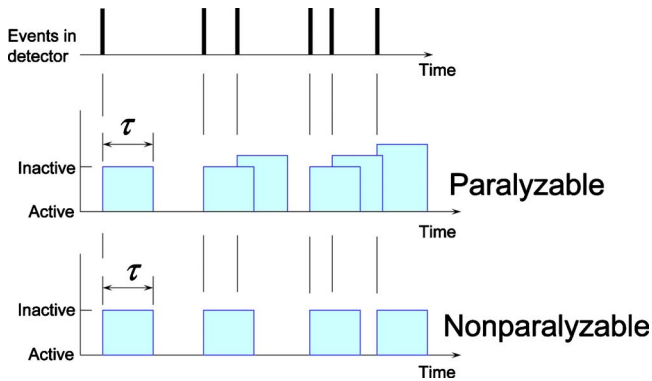 Events in
detector
Time
τ
Inactive
Active
Paralyzable
Time
τ
Inactive
Active
Nonparalyzable
Time